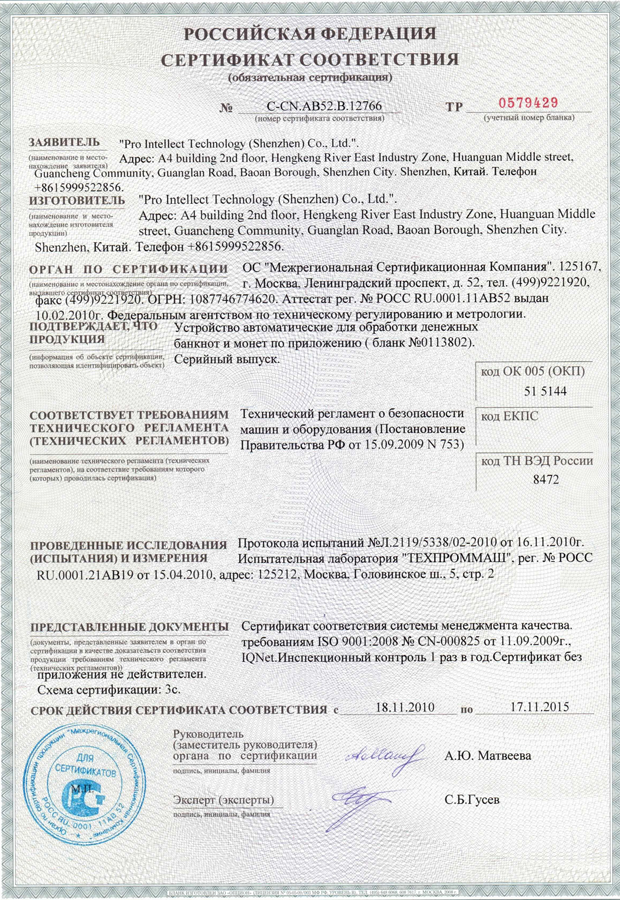 РОССИЙСКАЯ ФЕДЕРАЦИЯ
СЕРТИФИКАТ СООТВЕТСТВИЯ
(обязательная сертификация)
№ C-CN.АВ52.В.12766 ТР 0579429
(номер сертификата соответствия) (учетный номер бланка)
ЗАЯВИТЕЛЬ "Pro Intellect Technology (Shenzhen) Co., Ltd.".
(наименование и место-
нахождение заявителя)
Адрес: A4 building 2nd floor, Hengkeng River East Industry Zone, Huanguan Middle street,
Guancheng Community, Guanglan Road, Baoan Borough, Shenzhen City. Shenzhen, Китай. Телефон
+8615999522856.
ИЗГОТОВИТЕЛЬ "Pro Intellect Technology (Shenzhen) Co., Ltd.".
(наименование и место-
нахождение изготовителя
продукции)
Адрес: A4 building 2nd floor, Hengkeng River East Industry Zone, Huanguan Middle
street, Guancheng Community, Guanglan Road, Baoan Borough, Shenzhen City.
Shenzhen, Китай. Телефон +8615999522856.
ОРГАН ПО СЕРТИФИКАЦИИ ОС "Межрегиональная Сертификационная Компания". 125167,
(наименование и местонахождение органа по сертификации,
выдавшего сертификат соответствия)
г. Москва, Ленинградский проспект, д. 52, тел. (499)9221920,
факс (499)9221920. ОГРН: 1087746774620. Аттестат рег. № РОСС RU.0001.11АВ52 выдан
10.02.2010г. Федеральным агентством по техническому регулированию и метрологии.
ПОДТВЕРЖДАЕТ, ЧТО
ПРОДУКЦИЯ
(информация об объекте сертификации,
позволяющая идентифицировать объект)
Устройство автоматические для обработки денежных
банкнот и монет по приложению ( бланк №0113802).
Серийный выпуск.
код ОК 005 (ОКП)
51 5144
СООТВЕТСТВУЕТ ТРЕБОВАНИЯМ
ТЕХНИЧЕСКОГО РЕГЛАМЕНТА
(ТЕХНИЧЕСКИХ РЕГЛАМЕНТОВ)
(наименование технического регламента (технических
регламентов), на соответствие требованиям которого
(которых) проводилась сертификация)
Технический регламент о безопасности
машин и оборудования (Постановление
Правительства РФ от 15.09.2009 N 753)
код ЕКПС
код ТН ВЭД России
8472
ПРОВЕДЕННЫЕ ИССЛЕДОВАНИЯ
(ИСПЫТАНИЯ) И ИЗМЕРЕНИЯ
Протокола испытаний №Л.2119/5338/02-2010 от 16.11.2010г.
Испытательная лаборатория "ТЕХПРОММАШ", рег. № РОСС
RU.0001.21АВ19 от 15.04.2010, адрес: 125212, Москва, Головинское ш., 5, стр. 2
ПРЕДСТАВЛЕННЫЕ ДОКУМЕНТЫ
(документы, представленные заявителем в орган по
сертификации в качестве доказательств соответствия
продукции требованиям технического регламента
(технических регламентов))
Сертификат соответствия системы менеджмента качества.
требованиям ISO 9001:2008 № CN-000825 от 11.09.2009г.,
IQNet.Инспекционный контроль 1 раз в год.Сертификат без
приложения не действителен.
Схема сертификации: 3с.
СРОК ДЕЙСТВИЯ СЕРТИФИКАТА СООТВЕТСТВИЯ с 18.11.2010 по 17.11.2015
Руководитель
(заместитель руководителя)
органа по сертификации
подпись, инициалы, фамилия
А.Ю. Матвеева
Эксперт (эксперты)
подпись, инициалы, фамилия
С.Б.Гусев
ДЛЯ
СЕРТИФИКАТОВ
М.П.
РОСС RU. 0001. 11АВ 52
Орган по сертификации продукции "Межрегиональная Сертификационная Компания"